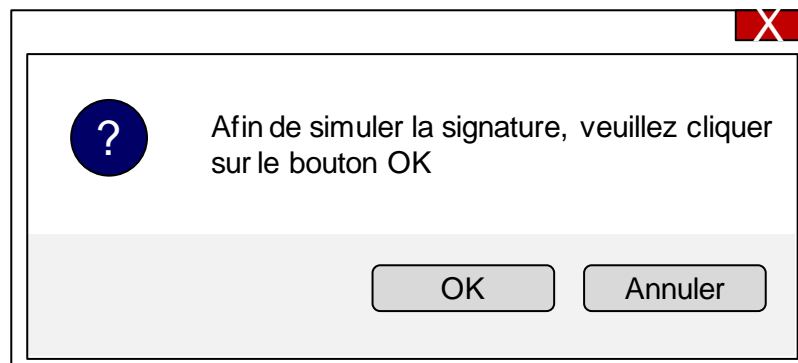 X
?
Afin de simuler la signature, veuillez cliquer
sur le bouton OK
OK
Annuler